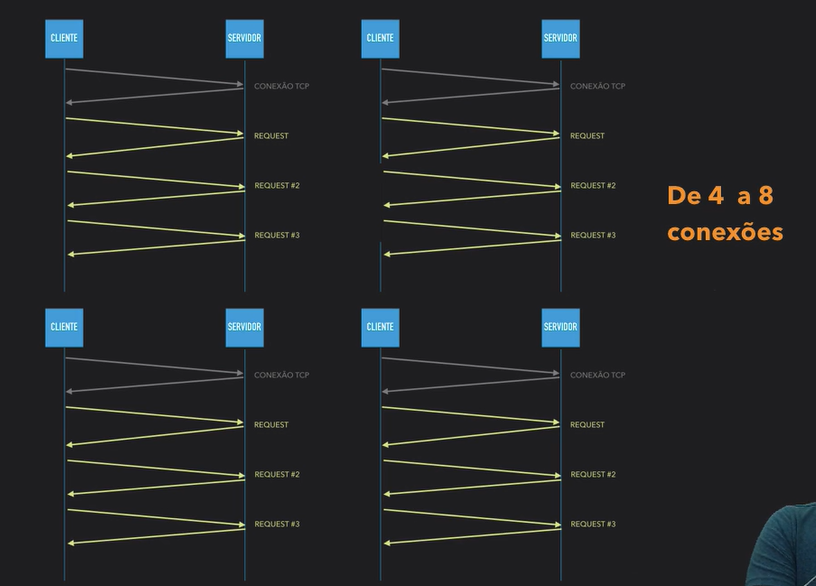 CLIENTE
SERVIDOR
CONEXÃO TCP
REQUEST
REQUEST #2
REQUEST #3
CLIENTE
SERVIDOR
CONEXÃO TCP
REQUEST
REQUEST #2
REQUEST #3
De 4 a 8
conexões
CLIENTE
SERVIDOR
CONEXÃO TCP
REQUEST
REQUEST #2
REQUEST #3
CLIENTE
SERVIDOR
CONEXÃO TCP
REQUEST
REQUEST #2
REQUEST #3